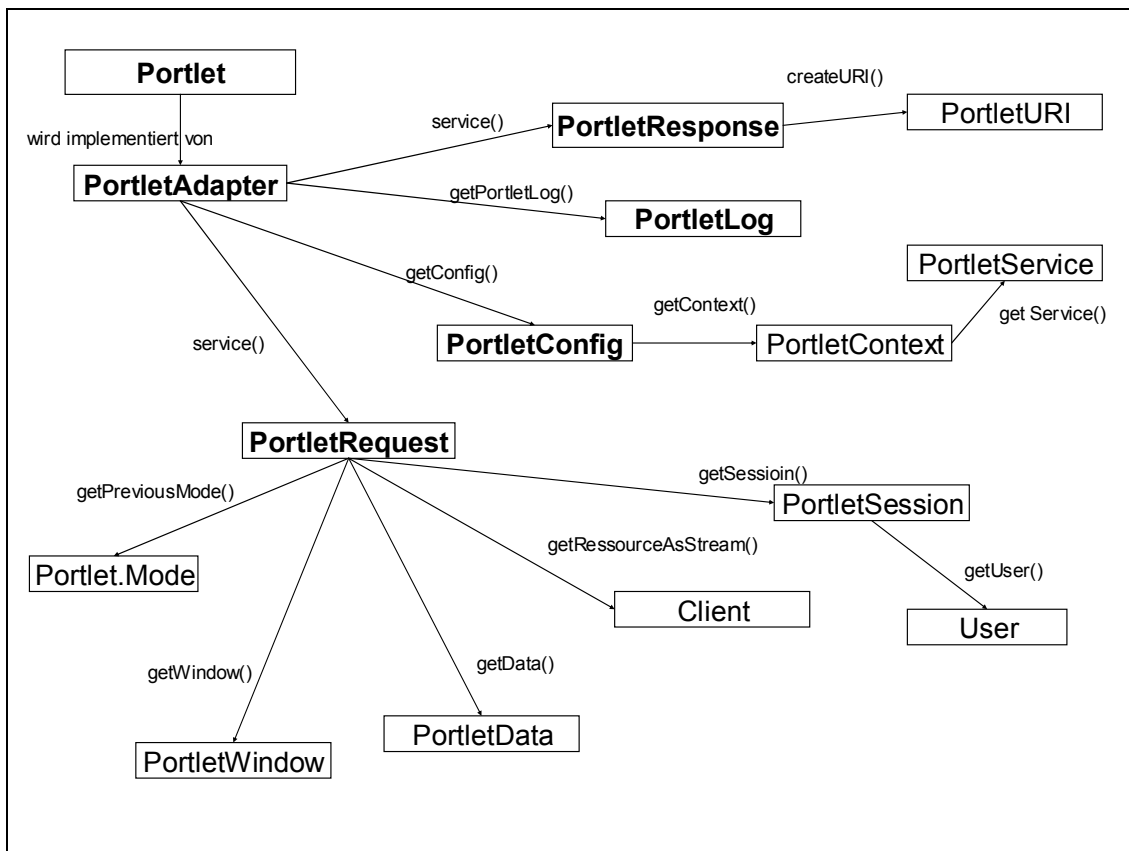 Portlet
createURI()
PortletURI
service()
PortletResponse
wird implementiert von
PortletAdapter
getPortletLog()
PortletLog
PortletService
getConfig()
getContext()
get Service()
service()
PortletConfig
PortletContext
PortletRequest
getSessioin()
getPreviousMode()
PortletSession
getRessourceAsStream()
Portlet.Mode
getUser()
Client
User
getWindow()
getData()
PortletData
PortletWindow